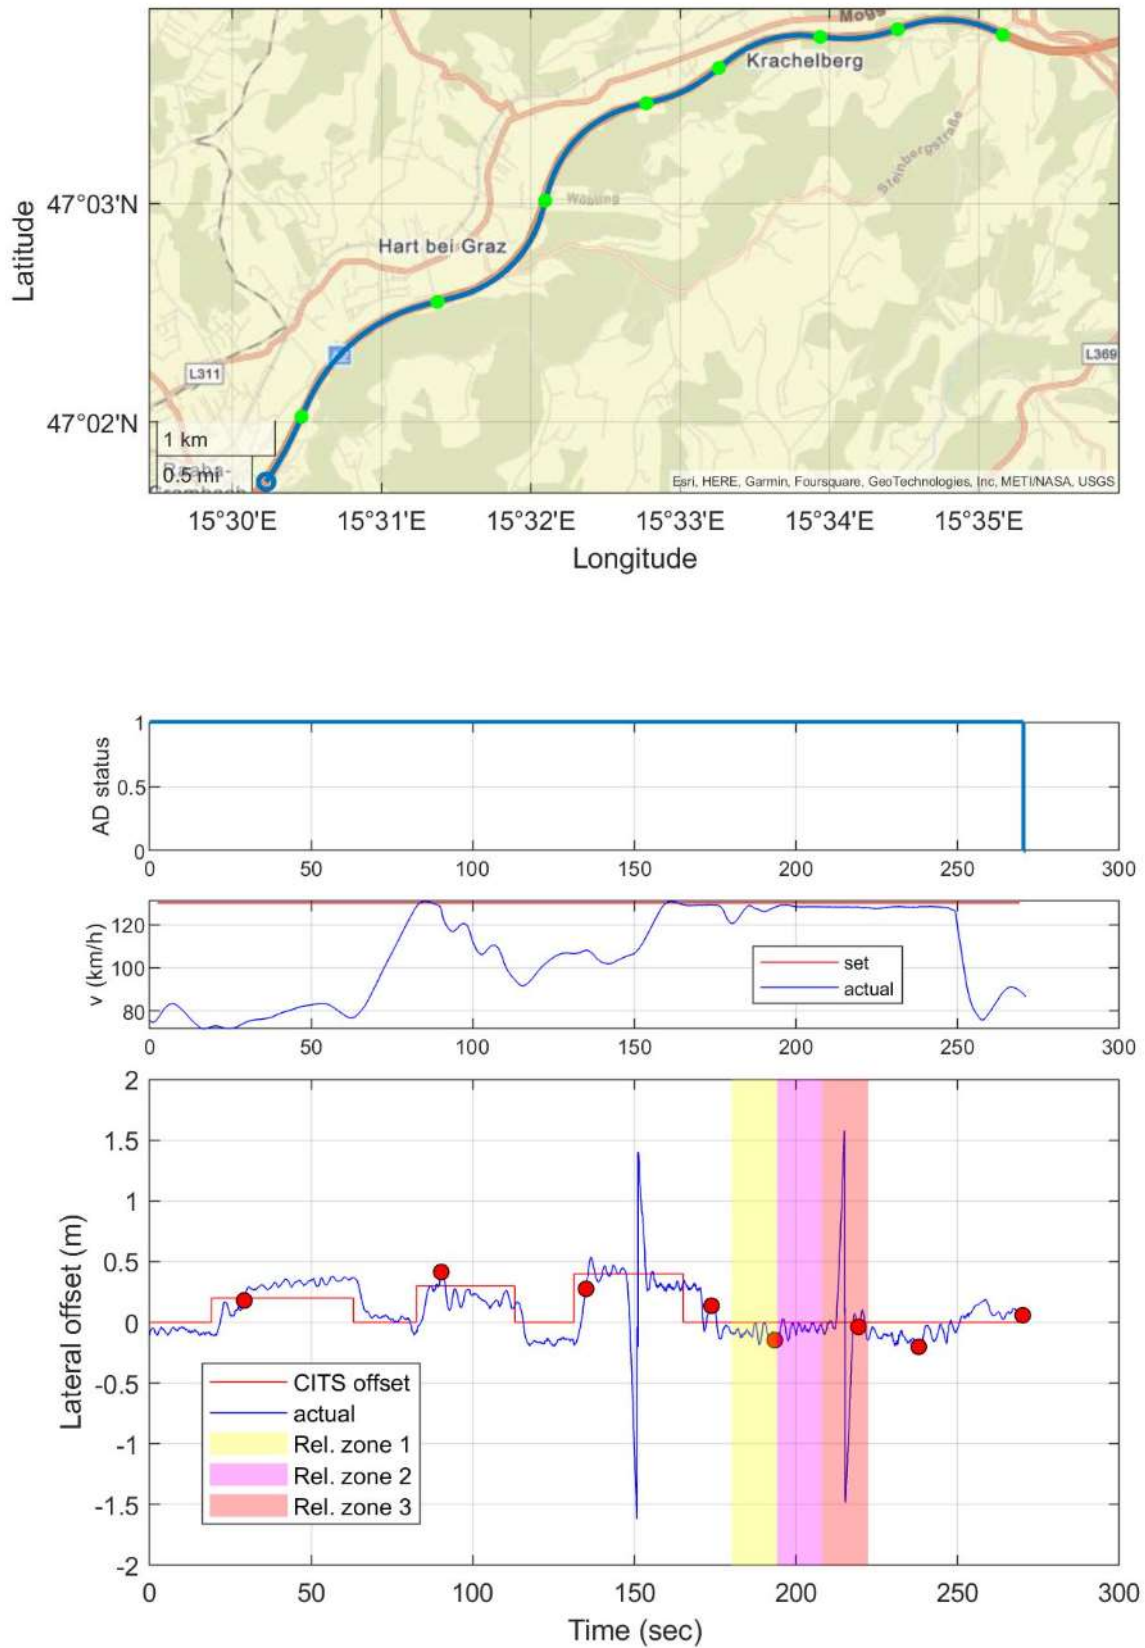 Mogg
Krachelberg
Steinbergstraße
47°03'N
Wöbling
Hart bei Graz
Latitude
L311
L369
47°02'N
1 km
Raaba-
0.5 mi
Grambach
Esri, HERE, Garmin, Foursquare, GeoTechnologies, Inc, METI/NASA, USGS
15°30'E 15°31'E 15°32'E 15°33'E 15°34'E 15°35'E
Longitude
1
0.5
0
AD status
0 50 100 150 200 250 300
120
100
80
v (km/h)
set
actual
0 50 100 150 200 250 300
2
1.5
1
0.5
0
-0.5
-1
-1.5
-2
Lateral offset (m)
CITS offset
actual
Rel. zone 1
Rel. zone 2
Rel. zone 3
0 50 100 150 200 250 300
Time (sec)